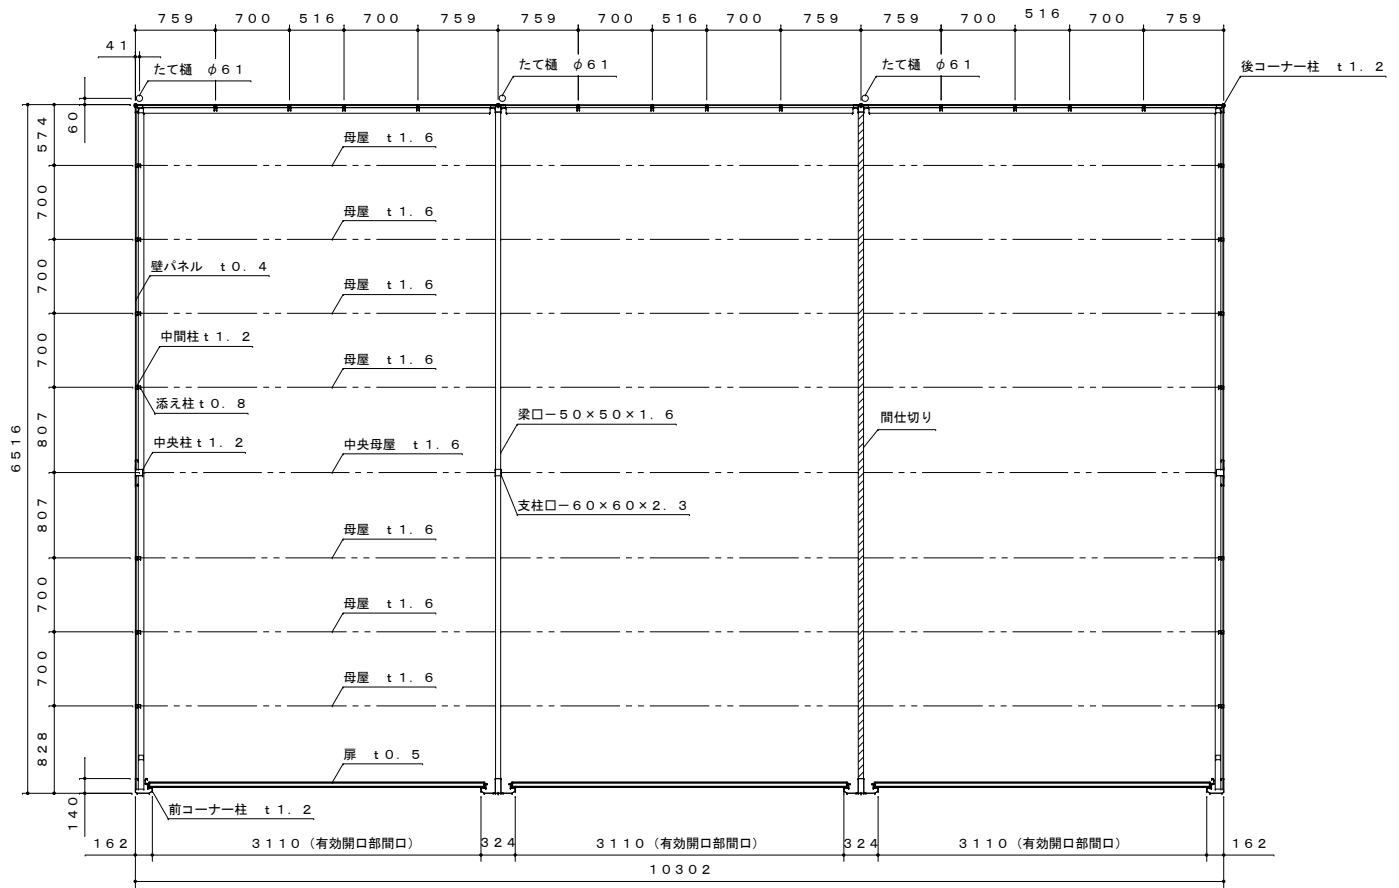 759 700 516 700 759 759 700 516 700 759 759 700 516 700 759
41
たて樋 φ61
たて樋 φ61
たて樋 φ61
後コーナー柱 t1.2
60
574
母屋 t1.6
700
母屋 t1.6
700
壁パネル t0.4
母屋 t1.6
700
中間柱t1.2
母屋 t1.6
添え柱t0.8
807
梁口-50×50×1.6
間仕切り
6516
中央柱t1.2
中央母屋 t1.6
支柱口-60×60×2.3
807
母屋 t1.6
700
母屋 t1.6
700
母屋 t1.6
828
扉 t0.5
140
前コーナー柱 t1.2
162 3110(有効開口部間口) 324 3110(有効開口部間口) 324 3110(有効開口部間口) 162
10302